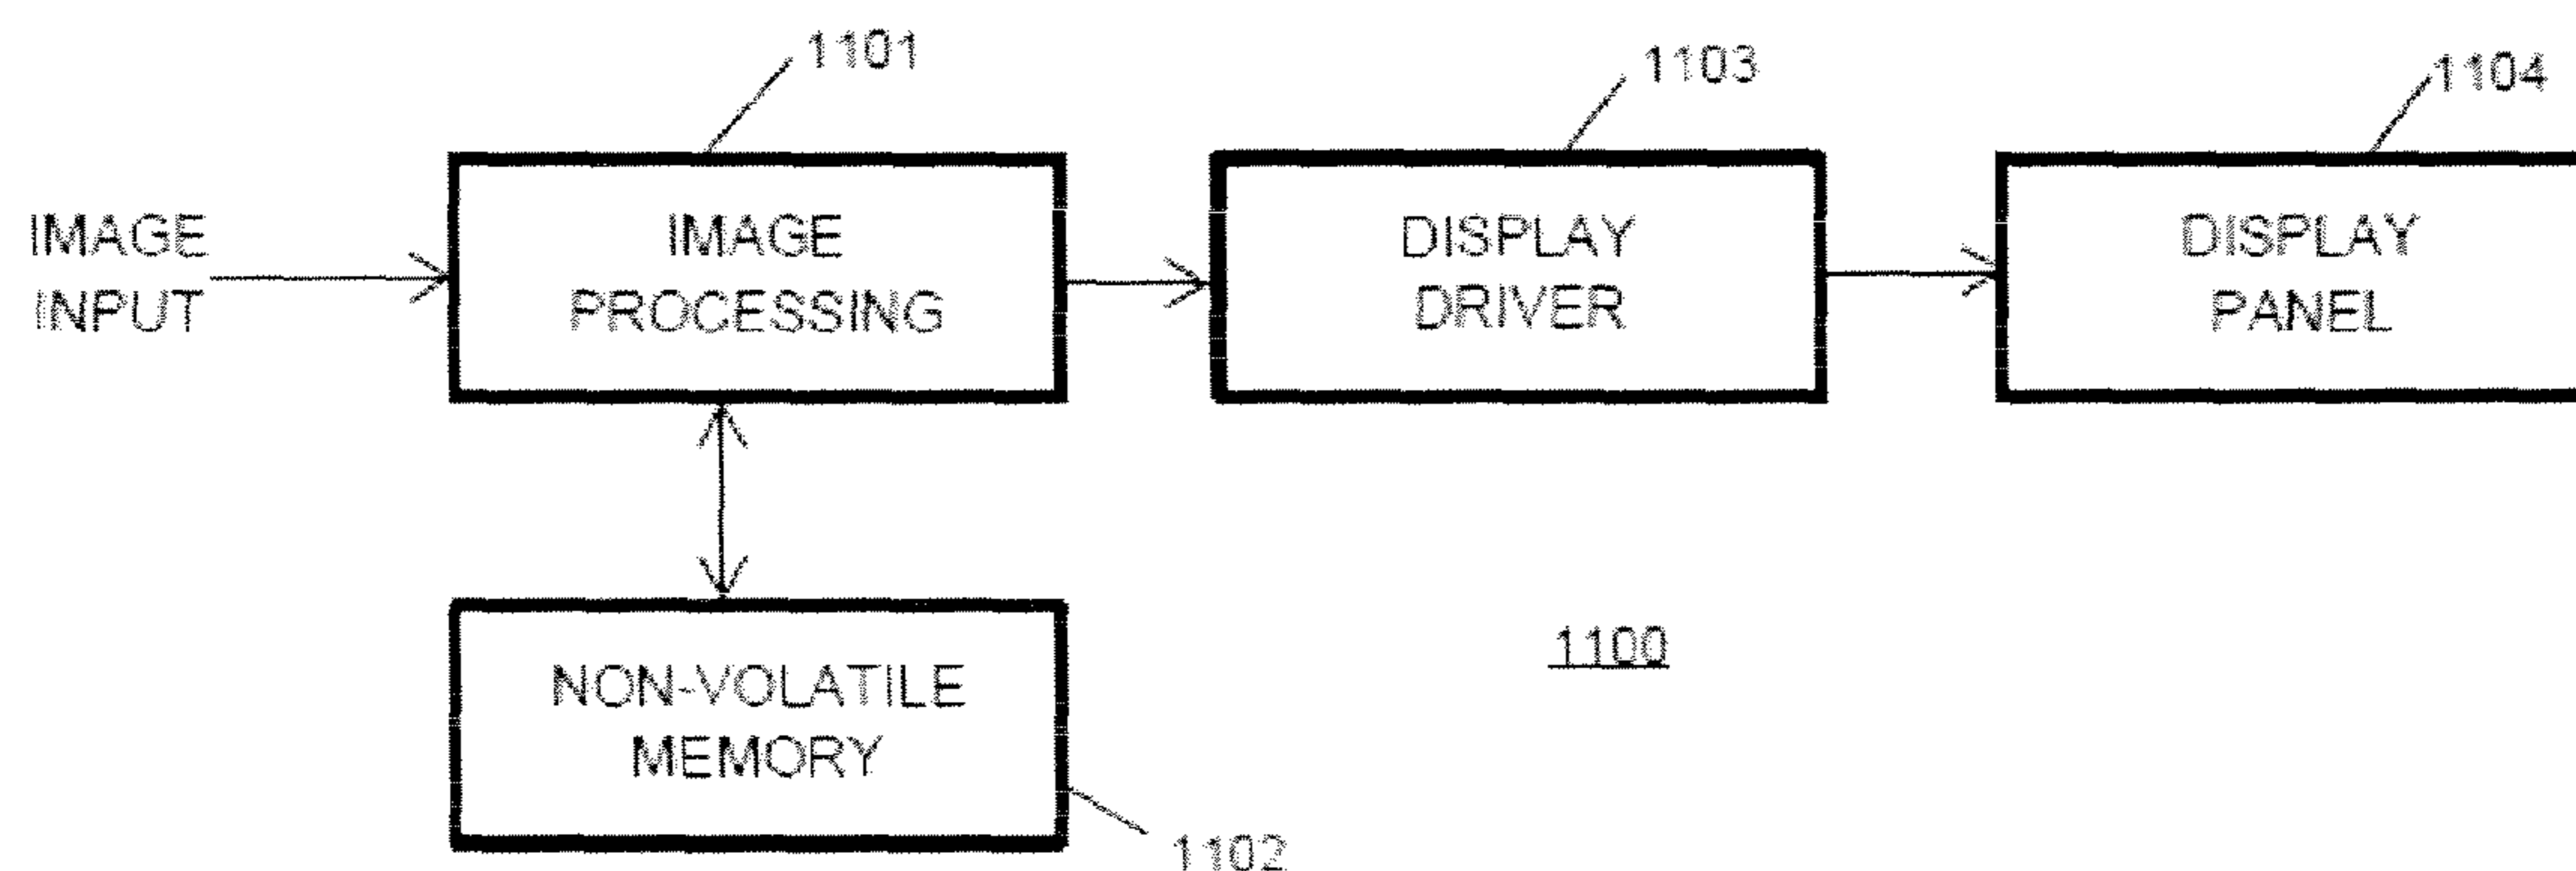 1101
1103
1104
IMAGE
INPUT
IMAGE
PROCESSING
DISPLAY
DRIVER
DISPLAY
PANEL
NON-VOLATILE
MEMORY
1100
1102